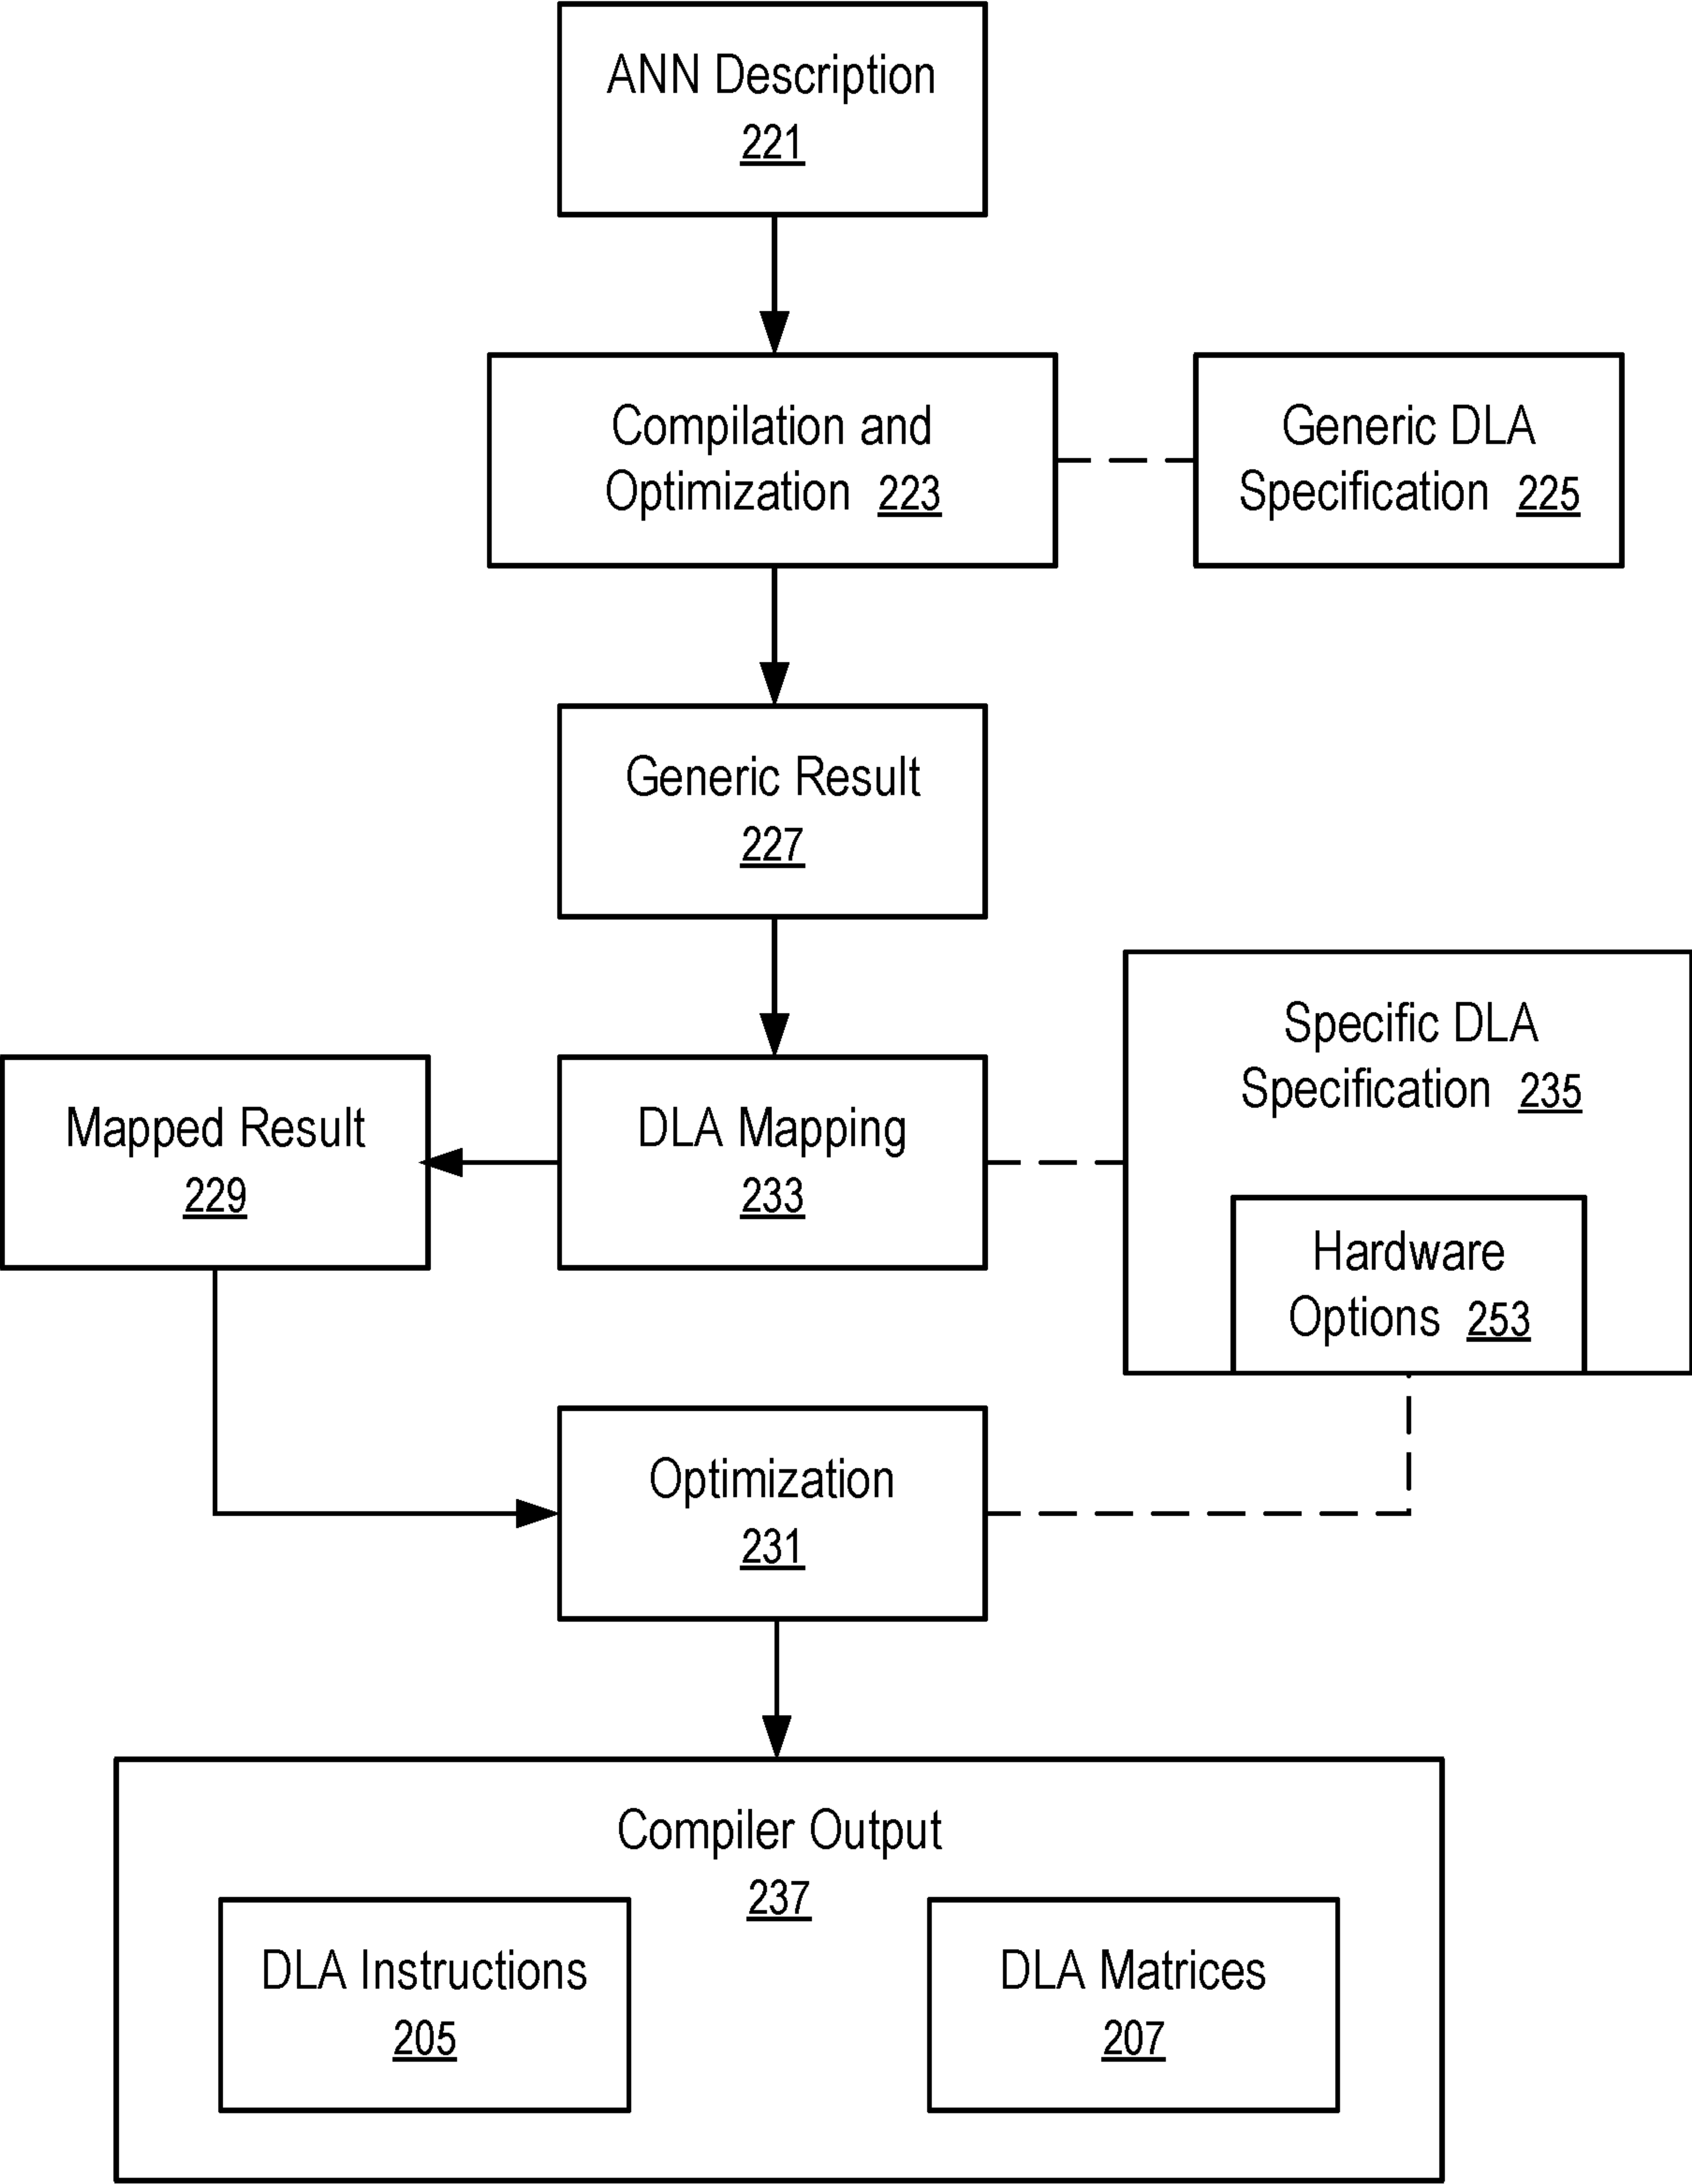 ANN Description
221
Compilation and
Optimization 223
Generic DLA
Specification 225
Generic Result
227
Specific DLA
Specification 235
Mapped Result
229
DLA Mapping
233
Hardware
Options 253
Optimization
231
Compiler Output
237
DLA Instructions
205
DLA Matrices
207